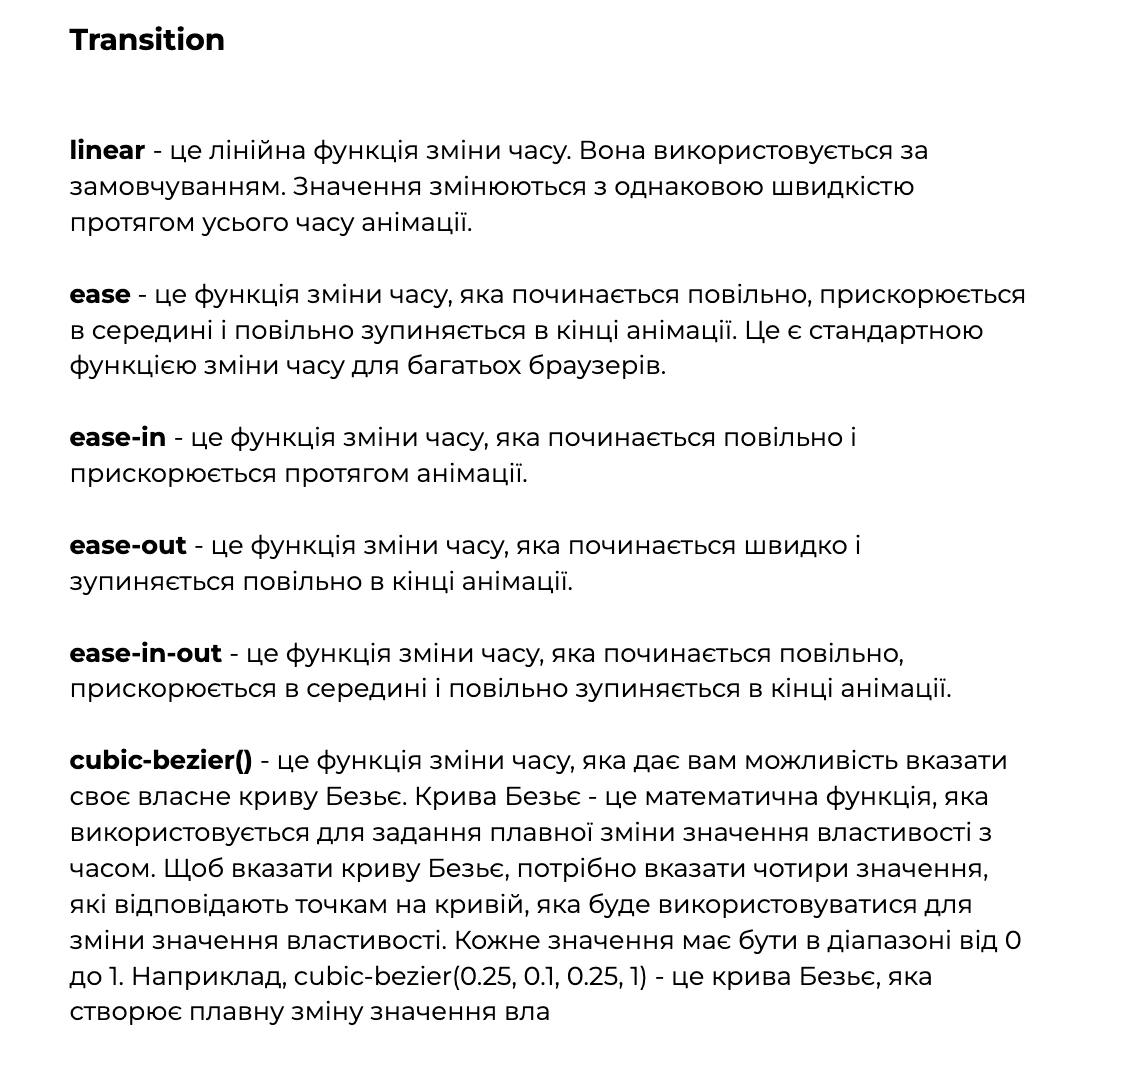 Transition
linear - це лінійна функція зміни часу. Вона використовується за
замовчуванням. Значення змінюються з однаковою швидкістю
протягом усього часу анімації.
ease - це функція зміни часу, яка починається повільно, прискорюється
в середині і повільно зупиняється в кінці анімації. Це є стандартною
функцією зміни часу для багатьох браузерів.
ease-in - це функція зміни часу, яка починається повільно і
прискорюється протягом анімації.
ease-out - це функція зміни часу, яка починається швидко і
зупиняється повільно в кінці анімації.
ease-in-out - це функція зміни часу, яка починається повільно,
прискорюється в середині і повільно зупиняється в кінці анімації.
cubic-bezier() - це функція зміни часу, яка дає вам можливість вказати
своє власне криву Безьє. Крива Безьє - це математична функція, яка
використовується для задання плавної зміни значення властивості з
часом. Щоб вказати криву Безьє, потрібно вказати чотири значення,
які відповідають точкам на кривій, яка буде використовуватися для
зміни значення властивості. Кожне значення має бути в діапазоні від 0
до 1. Наприклад, cubic-bezier(0.25, 0.1, 0.25, 1) - це крива Безьє, яка
створює плавну зміну значення вла